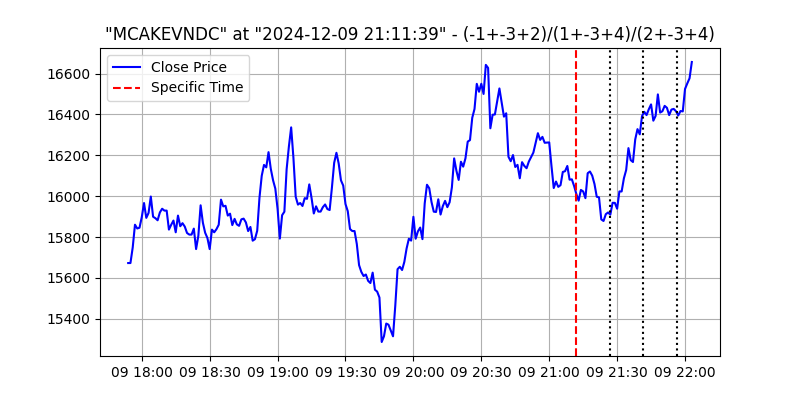 "MCAKEVNDC" at "2024-12-09 21:11:39" - (-1+-3+2)/(1+-3+4)/(2+-3+4)
Close Price
Specific Time
16600
16400
16200
16000
15800
15600
15400
09 18:00 09 18:30 09 19:00 09 19:30 09 20:00 09 20:30 09 21:00 09 21:30 09 22:00